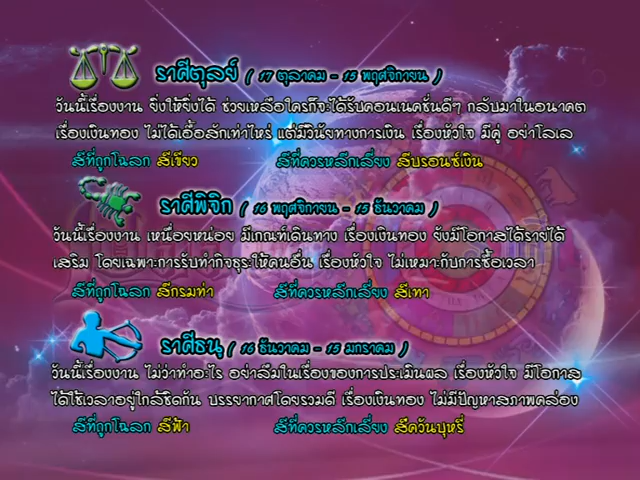 ราศีตุลย์ ( 17 ตุลาคม - 15 พฤศจิกายน )
วันนี้เรื่องงาน ยิ่งให้ยิ่งได้ ช่วยเหลือใครก็จะได้รับคอนเนคชั่นดีๆ กลับมาในอนาคต
เรื่องเงินทอง ไม่ได้เอื้อสักเท่าไหร่ แต่มีวินัยทางการเงิน เรื่องหัวใจ มีคู่ อย่าโลเล
สีที่ถูกโฉลก สีเขียว สีที่ควรหลีกเลี่ยง สีบรอนซ์เงิน
ราศีพิจิก ( 16 พฤศจิกายน - 15 ธันวาคม )
วันนี้เรื่องงาน เหนื่อยหน่อย มีเกณฑ์เดินทาง เรื่องเงินทอง ยังมีโอกาสได้รายได้
เสริม โดยเฉพาะการรับทำกิจธุระให้คนอื่น เรื่องหัวใจ ไม่เหมาะกับการซื้อเวลา
สีที่ถูกโฉลก สีกรมท่า สีที่ควรหลีกเลี่ยง สีเทา
ราศีธนู ( 16 ธันวาคม - 15 มกราคม )
วันนี้เรื่องงาน ไม่ว่าทำอะไร อย่าลืมในเรื่องของการประเมินผล เรื่องหัวใจ มีโอกาส
ได้ใช้เวลาอยู่ใกล้ชิดกัน บรรยากาศโดยรวมดี เรื่องเงินทอง ไม่มีปัญหาสภาพคล่อง
สีที่ถูกโฉลก สีฟ้า สีที่ควรหลีกเลี่ยง สีควันบุหรี่